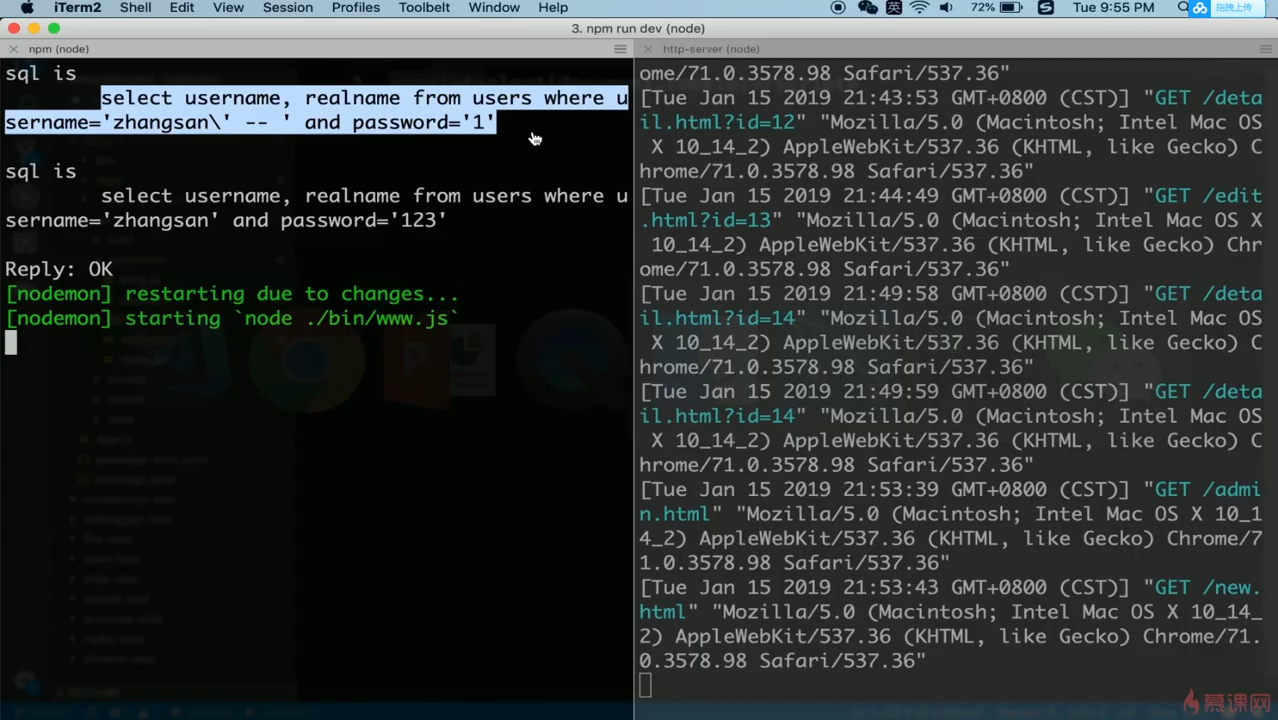 iTerm2 Shell Edit View Session Profiles Toolbelt Window Help
英 72% Tue 9:55 PM 拖拽上传
3. npm run dev (node)
npm (node)
sql is
select username, realname from users where u
sername='zhangsan\' -- ' and password='1'
sql is
select username, realname from users where u
sername='zhangsan' and password='123'
Reply: OK
[nodemon] restarting due to changes...
[nodemon] starting `node ./bin/www.js`
http-server (node)
ome/71.0.3578.98 Safari/537.36"
[Tue Jan 15 2019 21:43:53 GMT+0800 (CST)] "GET /deta
il.html?id=12" "Mozilla/5.0 (Macintosh; Intel Mac OS
X 10_14_2) AppleWebKit/537.36 (KHTML, like Gecko) C
hrome/71.0.3578.98 Safari/537.36"
[Tue Jan 15 2019 21:44:49 GMT+0800 (CST)] "GET /edit
.html?id=13" "Mozilla/5.0 (Macintosh; Intel Mac OS X
10_14_2) AppleWebKit/537.36 (KHTML, like Gecko) Chr
ome/71.0.3578.98 Safari/537.36"
[Tue Jan 15 2019 21:49:58 GMT+0800 (CST)] "GET /deta
il.html?id=14" "Mozilla/5.0 (Macintosh; Intel Mac OS
X 10_14_2) AppleWebKit/537.36 (KHTML, like Gecko) C
hrome/71.0.3578.98 Safari/537.36"
[Tue Jan 15 2019 21:49:59 GMT+0800 (CST)] "GET /deta
il.html?id=14" "Mozilla/5.0 (Macintosh; Intel Mac OS
X 10_14_2) AppleWebKit/537.36 (KHTML, like Gecko) C
hrome/71.0.3578.98 Safari/537.36"
[Tue Jan 15 2019 21:53:39 GMT+0800 (CST)] "GET /admi
n.html" "Mozilla/5.0 (Macintosh; Intel Mac OS X 10_1
4_2) AppleWebKit/537.36 (KHTML, like Gecko) Chrome/7
1.0.3578.98 Safari/537.36"
[Tue Jan 15 2019 21:53:43 GMT+0800 (CST)] "GET /new.
html" "Mozilla/5.0 (Macintosh; Intel Mac OS X 10_14_
2) AppleWebKit/537.36 (KHTML, like Gecko) Chrome/71.
0.3578.98 Safari/537.36"
慕课网